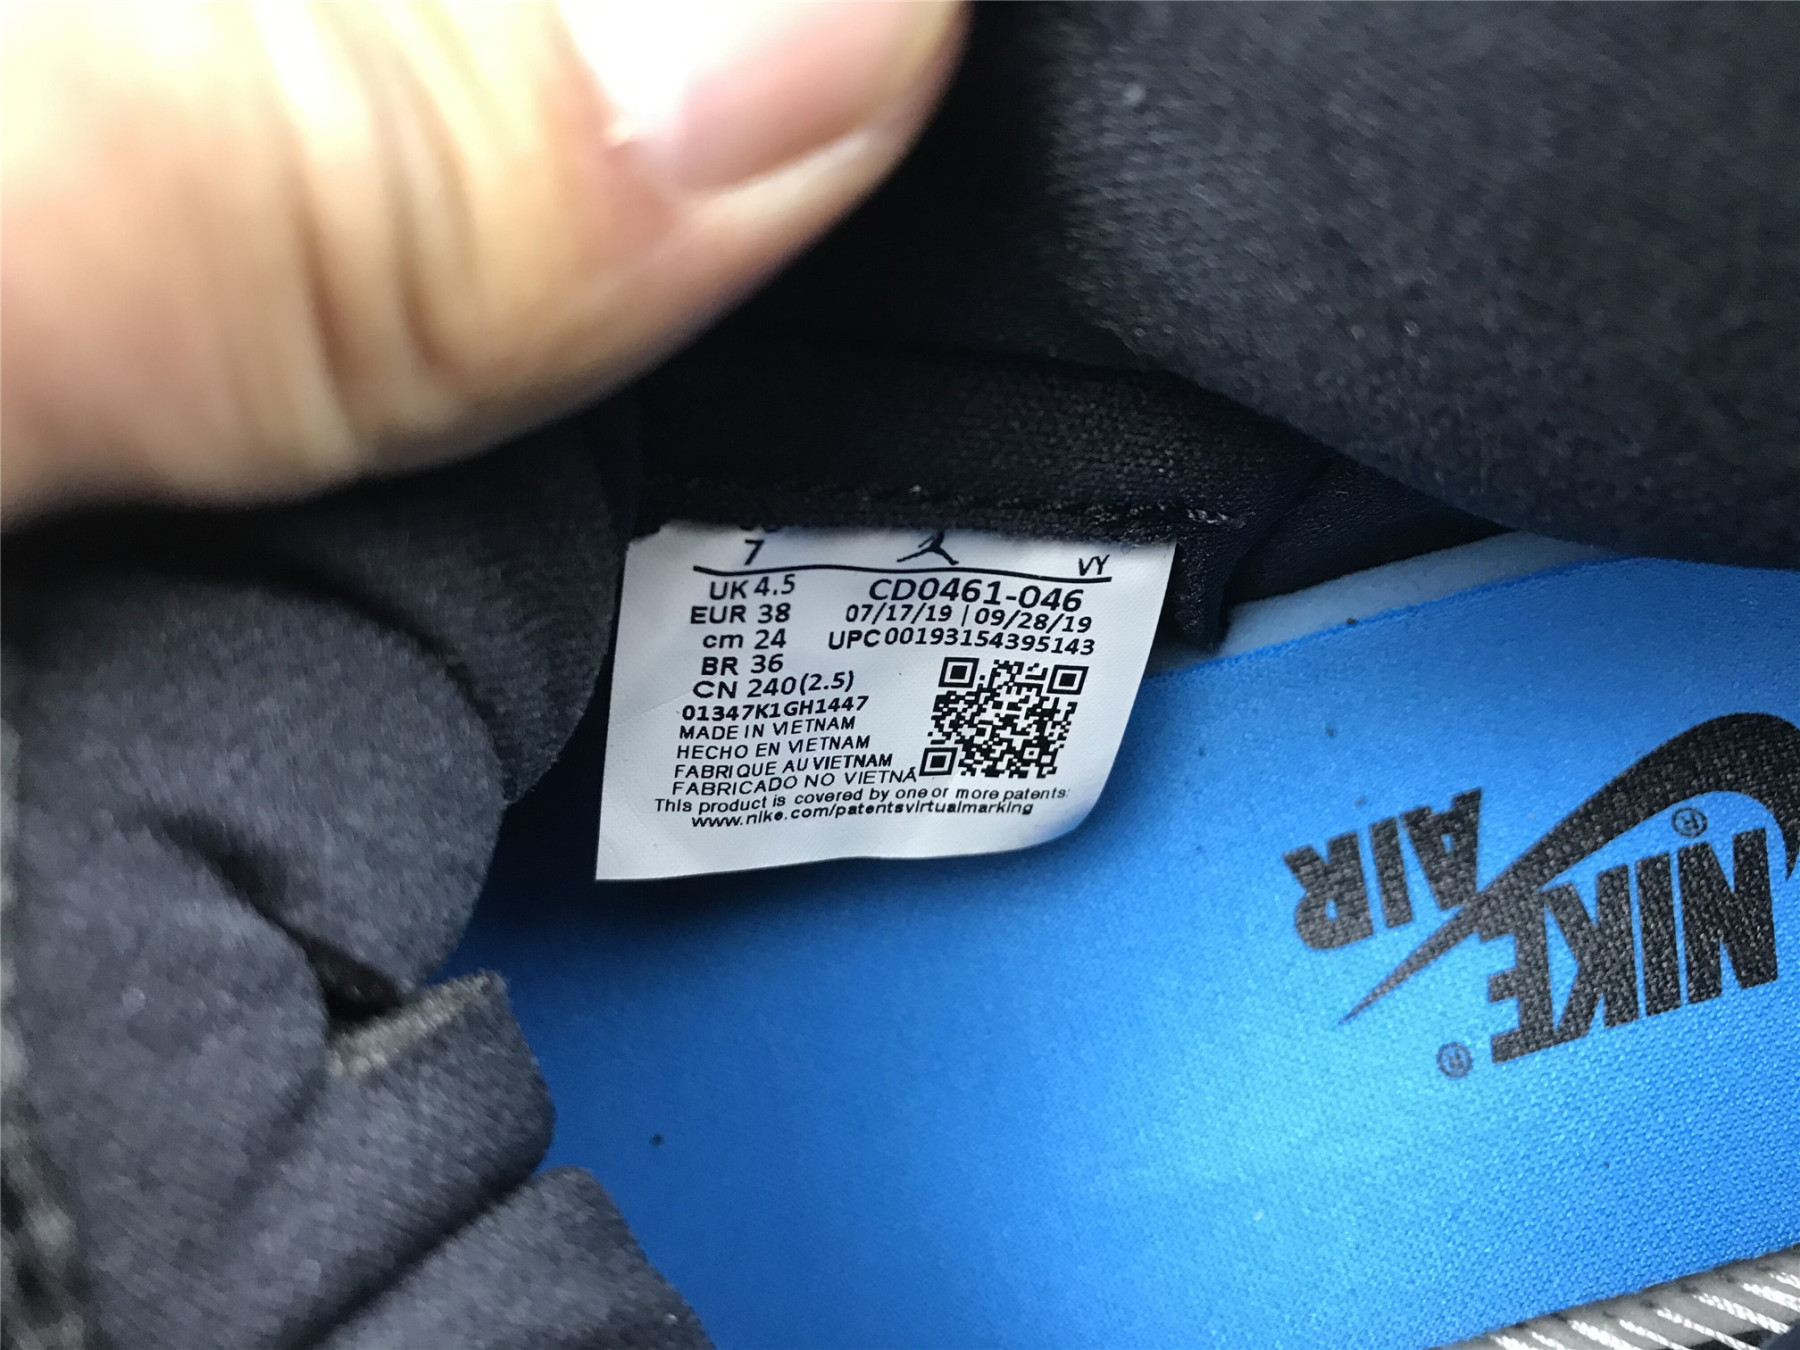 7
VY
UK 4.5
CD0461-046
EUR 38
07/17/19 | 09/28/19
cm 24
UPC00193154395143
BR 36
CN 240(2.5)
01347K1GH1447
MADE IN VIETNAM
HECHO EN VIETNAM
FABRIQUE AU VIETNAM
FABRICADO NO VIETNÃ
This product is covered by one or more patents:
www.nike.com/patentsvirtualmarking
NIKE ®
AIR ®